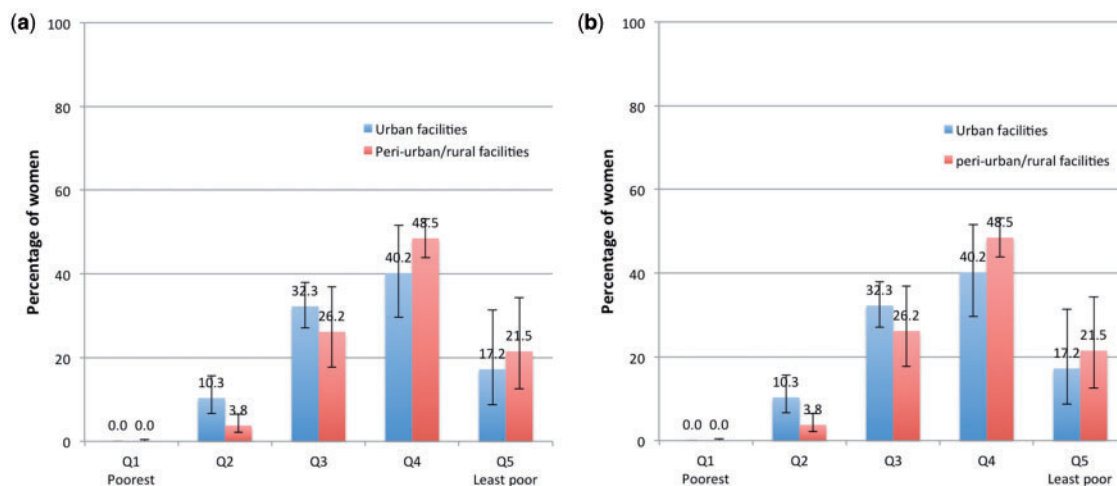 (a)
Percentage of women
100
80
60
40
20
0
Urban facilities
Peri-urban/rural facilities
0.0 0.0
10.3
3.8
32.3
26.2
40.2
48.5
17.2
21.5
Q1 Q2 Q3 Q4 Q5
Poorest Least poor
(b)
Percentage of women
100
80
60
40
20
0
Urban facilities
peri-urban/rural facilities
0.0 0.0
10.3
3.8
32.3
26.2
40.2
48.5
17.2
21.5
Q1 Q2 Q3 Q4 Q5
Poorest Least poor